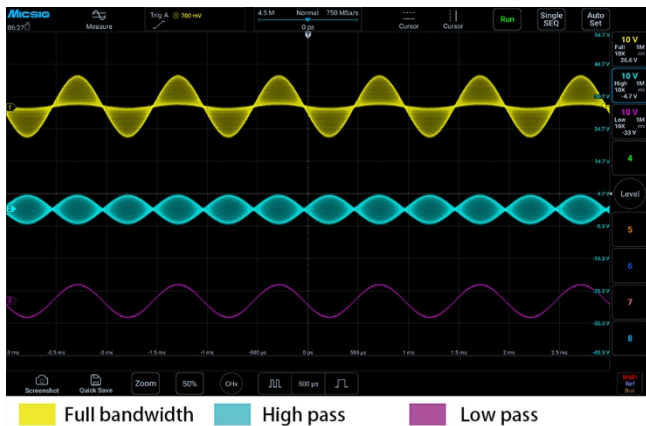 Micsig
06:27
Measure
Trig A ① 700 mV
4.5 M Normal 750 MSa/s
0 ps
Cursor
Cursor
Run
Single SEQ
Auto Set
54.7 V
44.7 V
24.7 V
14.7 V
4.7 V
-5.3 V
-15.3 V
-25.3 V
-35.3 V
-45.3 V
10 V
Full 1M
10X
26.6 V
10 V
High 1M
10X
-4.7 V
10 V
Low 1M
10X
-33 V
4
Level
5
6
7
8
Math
Ref
Bus
-2.5 ms -2 ms -1.5 ms -1 ms -500 µs 0 ps 500 µs 1 ms 1.5 ms 2 ms 2.5 ms
Screenshot
Quick Save
Zoom
50%
CHx
500 µs
Full bandwidth High pass Low pass